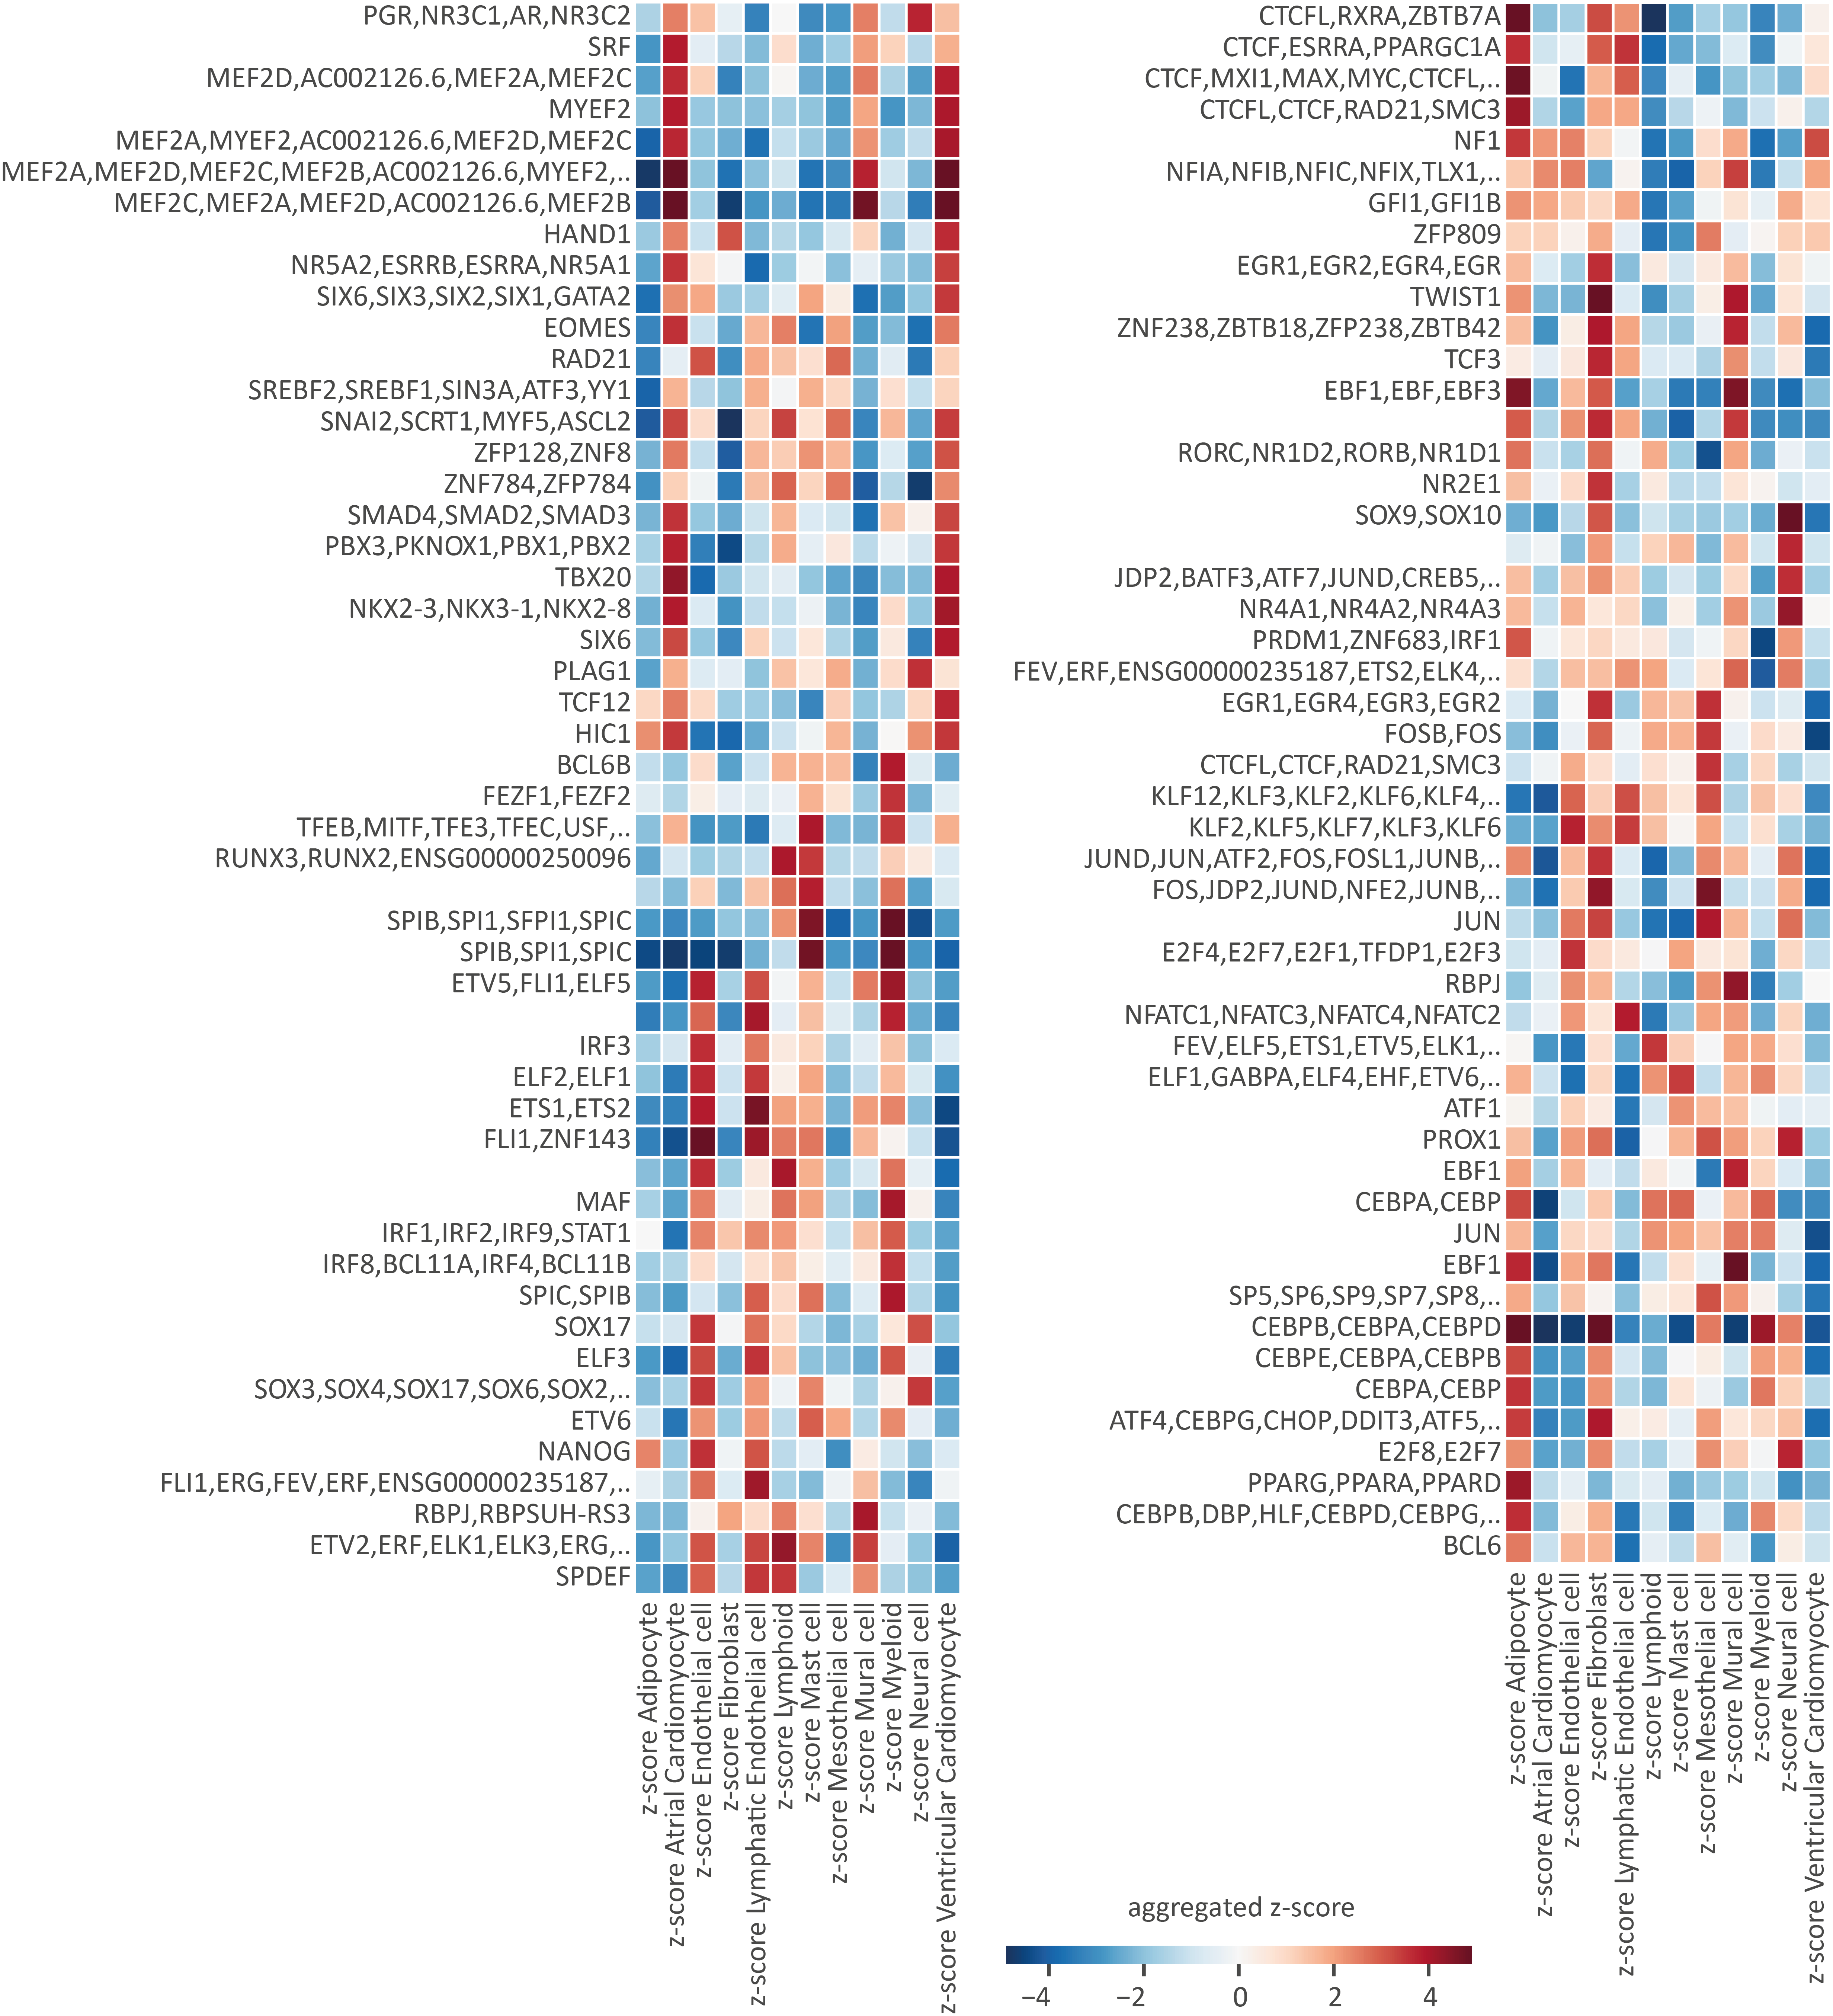 PGR,NR3C1,AR,NR3C2
SRF
MEF2D,AC002126.6,MEF2A,MEF2C
MYEF2
MEF2A,MYEF2,AC002126.6,MEF2D,MEF2C
MEF2A,MEF2D,MEF2C,MEF2B,AC002126.6,MYEF2,..
MEF2C,MEF2A,MEF2D,AC002126.6,MEF2B
HAND1
NR5A2,ESRRB,ESRRA,NR5A1
SIX6,SIX3,SIX2,SIX1,GATA2
EOMES
RAD21
SREBF2,SREBF1,SIN3A,ATF3,YY1
SNAI2,SCRT1,MYF5,ASCL2
ZFP128,ZNF8
ZNF784,ZFP784
SMAD4,SMAD2,SMAD3
PBX3,PKNOX1,PBX1,PBX2
TBX20
NKX2-3,NKX3-1,NKX2-8
SIX6
PLAG1
TCF12
HIC1
BCL6B
FEZF1,FEZF2
TFEB,MITF,TFE3,TFEC,USF,..
RUNX3,RUNX2,ENSG00000250096
SPIB,SPI1,SFPI1,SPIC
SPIB,SPI1,SPIC
ETV5,FLI1,ELF5
IRF3
ELF2,ELF1
ETS1,ETS2
FLI1,ZNF143
MAF
IRF1,IRF2,IRF9,STAT1
IRF8,BCL11A,IRF4,BCL11B
SPIC,SPIB
SOX17
ELF3
SOX3,SOX4,SOX17,SOX6,SOX2,..
ETV6
NANOG
FLI1,ERG,FEV,ERF,ENSG00000235187,..
RBPJ,RBPSUH-RS3
ETV2,ERF,ELK1,ELK3,ERG,..
SPDEF
z-score Adipocyte
z-score Atrial Cardiomyocyte
z-score Endothelial cell
z-score Fibroblast
z-score Lymphatic Endothelial cell
z-score Lymphoid
z-score Mast cell
z-score Mesothelial cell
z-score Mural cell
z-score Myeloid
z-score Neural cell
z-score Ventricular Cardiomyocyte
CTCFL,RXRA,ZBTB7A
CTCF,ESRRA,PPARGC1A
CTCF,MXI1,MAX,MYC,CTCFL,..
CTCFL,CTCF,RAD21,SMC3
NF1
NFIA,NFIB,NFIC,NFIX,TLX1,..
GFI1,GFI1B
ZFP809
EGR1,EGR2,EGR4,EGR
TWIST1
ZNF238,ZBTB18,ZFP238,ZBTB42
TCF3
EBF1,EBF,EBF3
RORC,NR1D2,RORB,NR1D1
NR2E1
SOX9,SOX10
JDP2,BATF3,ATF7,JUND,CREB5,..
NR4A1,NR4A2,NR4A3
PRDM1,ZNF683,IRF1
FEV,ERF,ENSG00000235187,ETS2,ELK4,..
EGR1,EGR4,EGR3,EGR2
FOSB,FOS
CTCFL,CTCF,RAD21,SMC3
KLF12,KLF3,KLF2,KLF6,KLF4,..
KLF2,KLF5,KLF7,KLF3,KLF6
JUND,JUN,ATF2,FOS,FOSL1,JUNB,..
FOS,JDP2,JUND,NFE2,JUNB,..
JUN
E2F4,E2F7,E2F1,TFDP1,E2F3
RBPJ
NFATC1,NFATC3,NFATC4,NFATC2
FEV,ELF5,ETS1,ETV5,ELK1,..
ELF1,GABPA,ELF4,EHF,ETV6,..
ATF1
PROX1
EBF1
CEBPA,CEBP
JUN
EBF1
SP5,SP6,SP9,SP7,SP8,..
CEBPB,CEBPA,CEBPD
CEBPE,CEBPA,CEBPB
CEBPA,CEBP
ATF4,CEBPG,CHOP,DDIT3,ATF5,..
E2F8,E2F7
PPARG,PPARA,PPARD
CEBPB,DBP,HLF,CEBPD,CEBPG,..
BCL6
z-score Adipocyte
z-score Atrial Cardiomyocyte
z-score Endothelial cell
z-score Fibroblast
z-score Lymphatic Endothelial cell
z-score Lymphoid
z-score Mast cell
z-score Mesothelial cell
z-score Mural cell
z-score Myeloid
z-score Neural cell
z-score Ventricular Cardiomyocyte
aggregated z-score
−4 −2 0 2 4